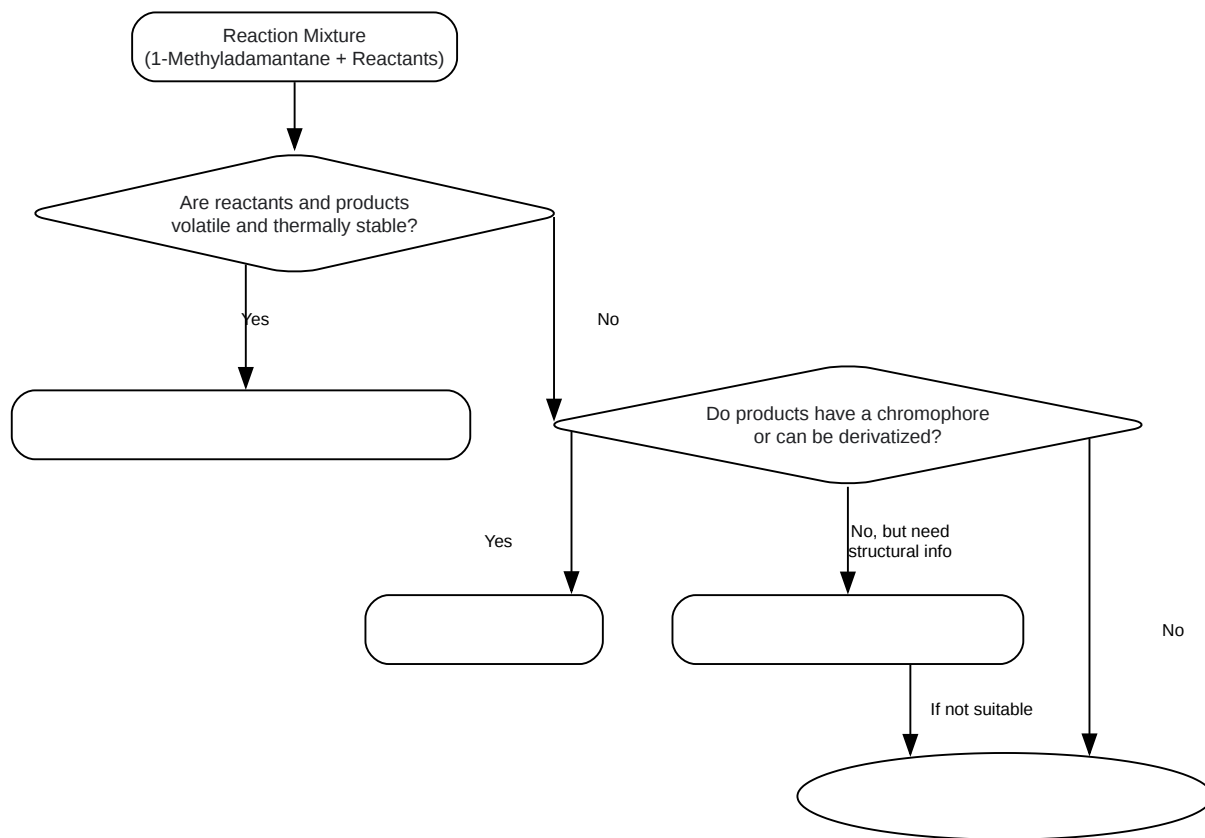 Reaction Mixture
(1-Methyladamantane + Reactants)
Are reactants and products
volatile and thermally stable?
Yes
No
Do products have a chromophore
or can be derivatized?
Yes
No, but need
structural info
No
If not suitable